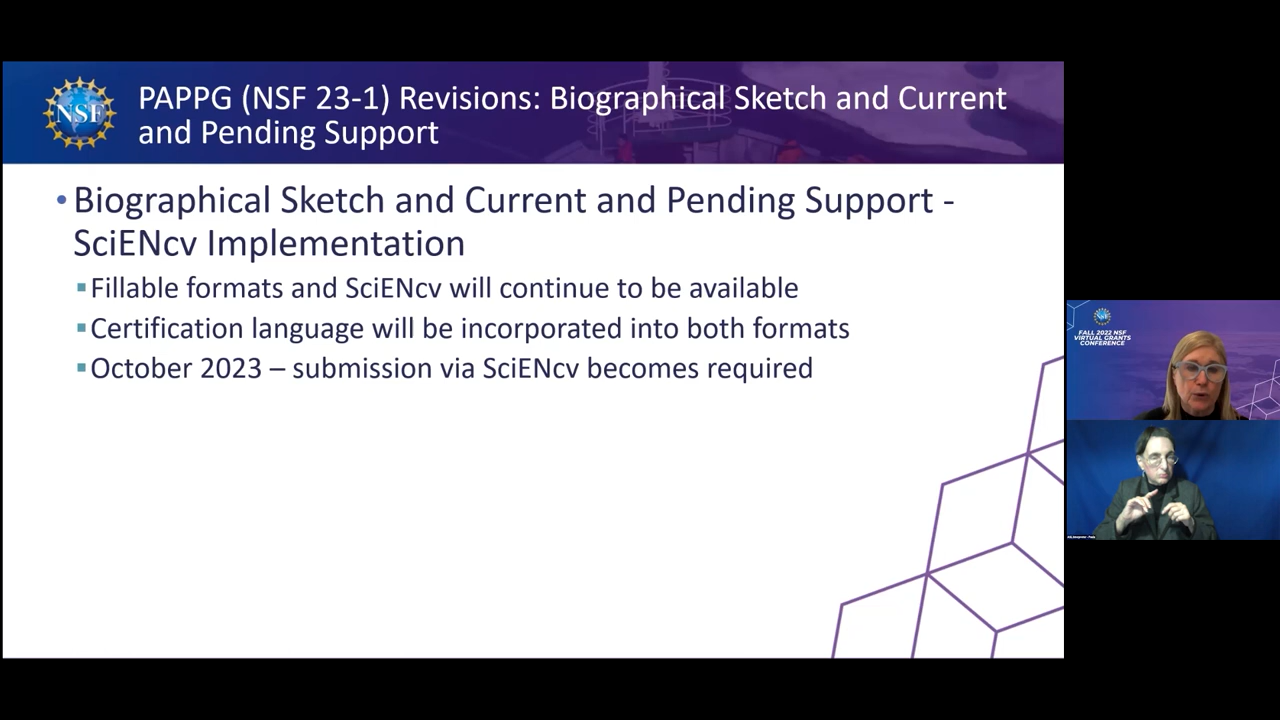 NSF
PAPPG (NSF 23-1) Revisions: Biographical Sketch and Current
and Pending Support
• Biographical Sketch and Current and Pending Support -
SciENcv Implementation
▪ Fillable formats and SciENcv will continue to be available
▪ Certification language will be incorporated into both formats
▪ October 2023 – submission via SciENcv becomes required
FALL 2022 NSF
VIRTUAL GRANTS
CONFERENCE